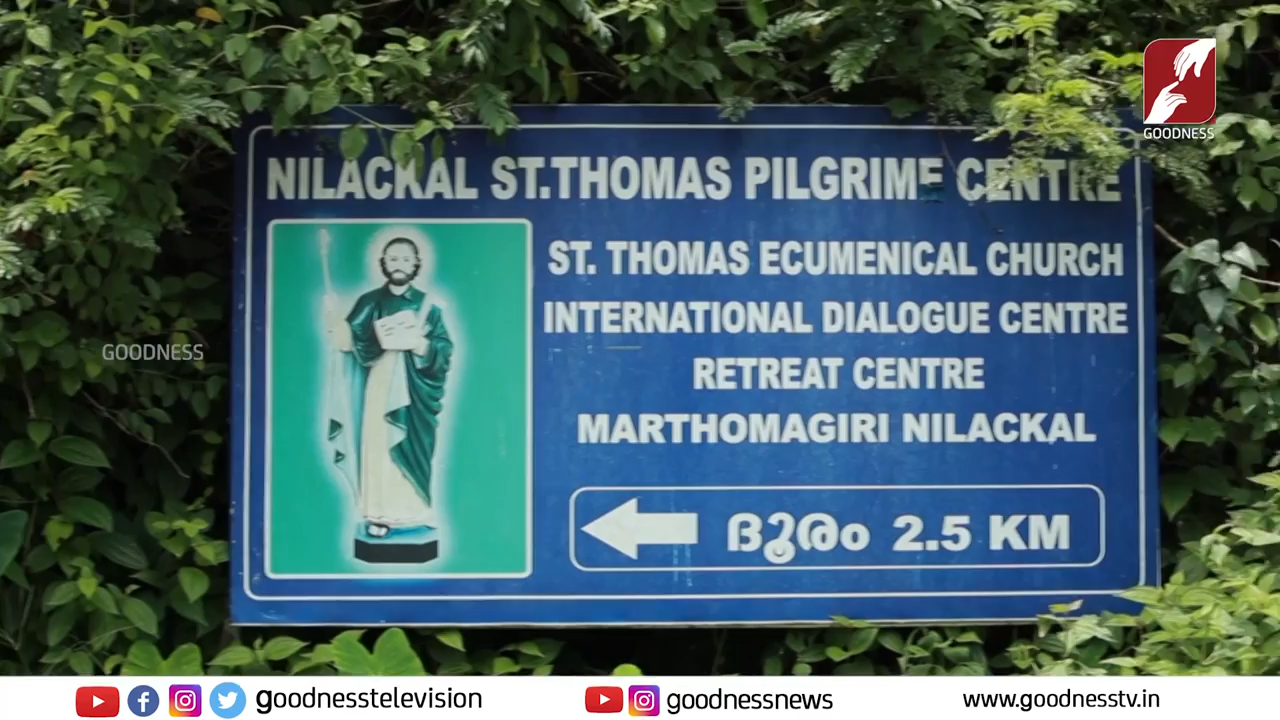 GOODNESS
NILACKAL ST.THOMAS PILGRIME CENTRE
ST. THOMAS ECUMENICAL CHURCH
INTERNATIONAL DIALOGUE CENTRE
RETREAT CENTRE
MARTHOMAGIRI NILACKAL
ദൂരം 2.5 KM
GOODNESS
goodnesstelevision
goodnessnews
www.goodnesstv.in